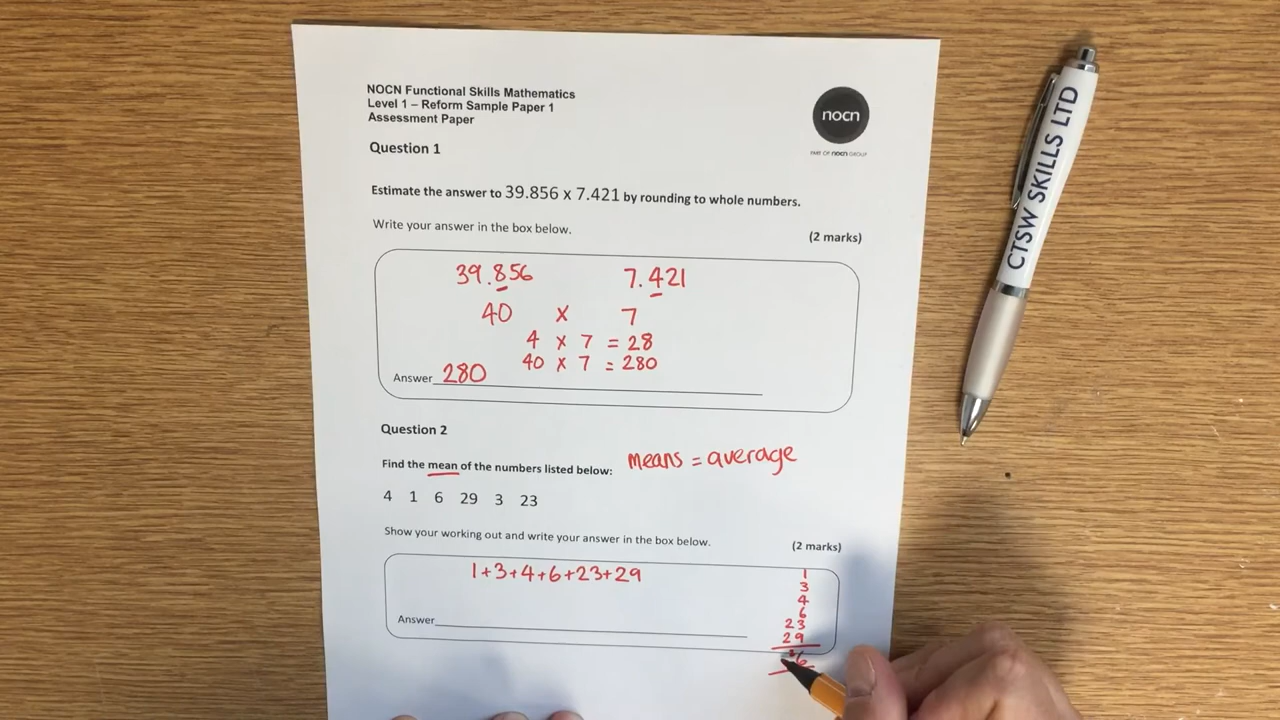 NOCN Functional Skills Mathematics
Level 1 – Reform Sample Paper 1
Assessment Paper
nocn
PART OF nocn GROUP
Question 1
Estimate the answer to 39.856 x 7.421 by rounding to whole numbers.
Write your answer in the box below.
(2 marks)
39.856 7.421
40 x 7
4 x 7 = 28
40 x 7 = 280
Answer 280
Question 2
Find the mean of the numbers listed below:
means = average
4 1 6 29 3 23
Show your working out and write your answer in the box below.
(2 marks)
1+3+4+6+23+29
1
3
4
6
23
29
6
Answer
CTSW SKILLS LTD